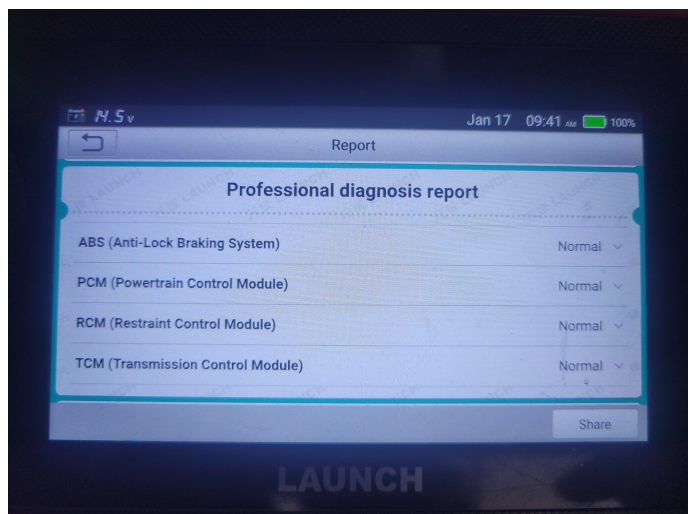 14.5v Jan 17 09:41 AM 100%
Report
Professional diagnosis report
ABS (Anti-Lock Braking System) Normal
PCM (Powertrain Control Module) Normal
RCM (Restraint Control Module) Normal
TCM (Transmission Control Module) Normal
Share
LAUNCH